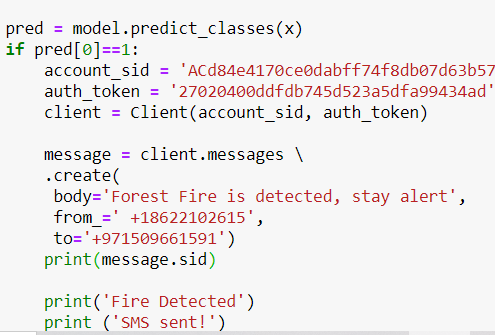 pred = model.predict_classes(x)
if pred[0]==1:
account_sid = 'ACd84e4170ce0dabff74f8db07d63b57
auth_token = '27020400ddfdb745d523a5dfa99434ad'
client = Client(account_sid, auth_token)
message = client.messages \
.create(
body='Forest Fire is detected, stay alert',
from_=' +18622102615',
to='+971509661591')
print(message.sid)
print('Fire Detected')
print ('SMS sent!')